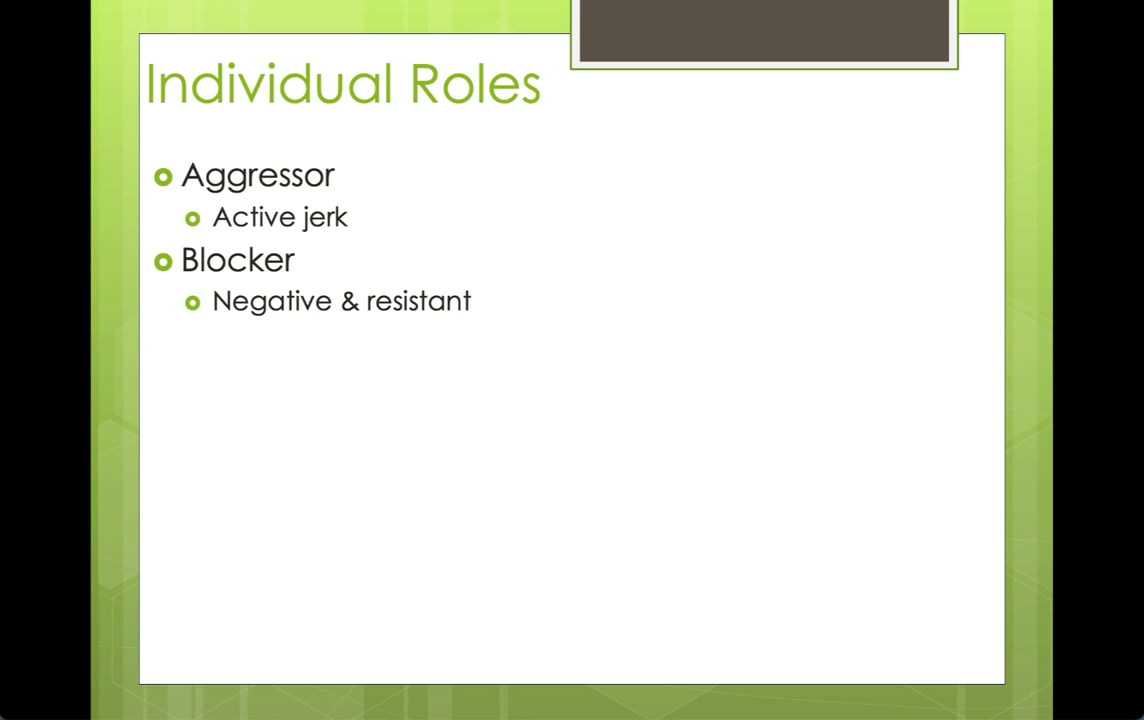 Individual Roles
Aggressor
Active jerk
Blocker
Negative & resistant